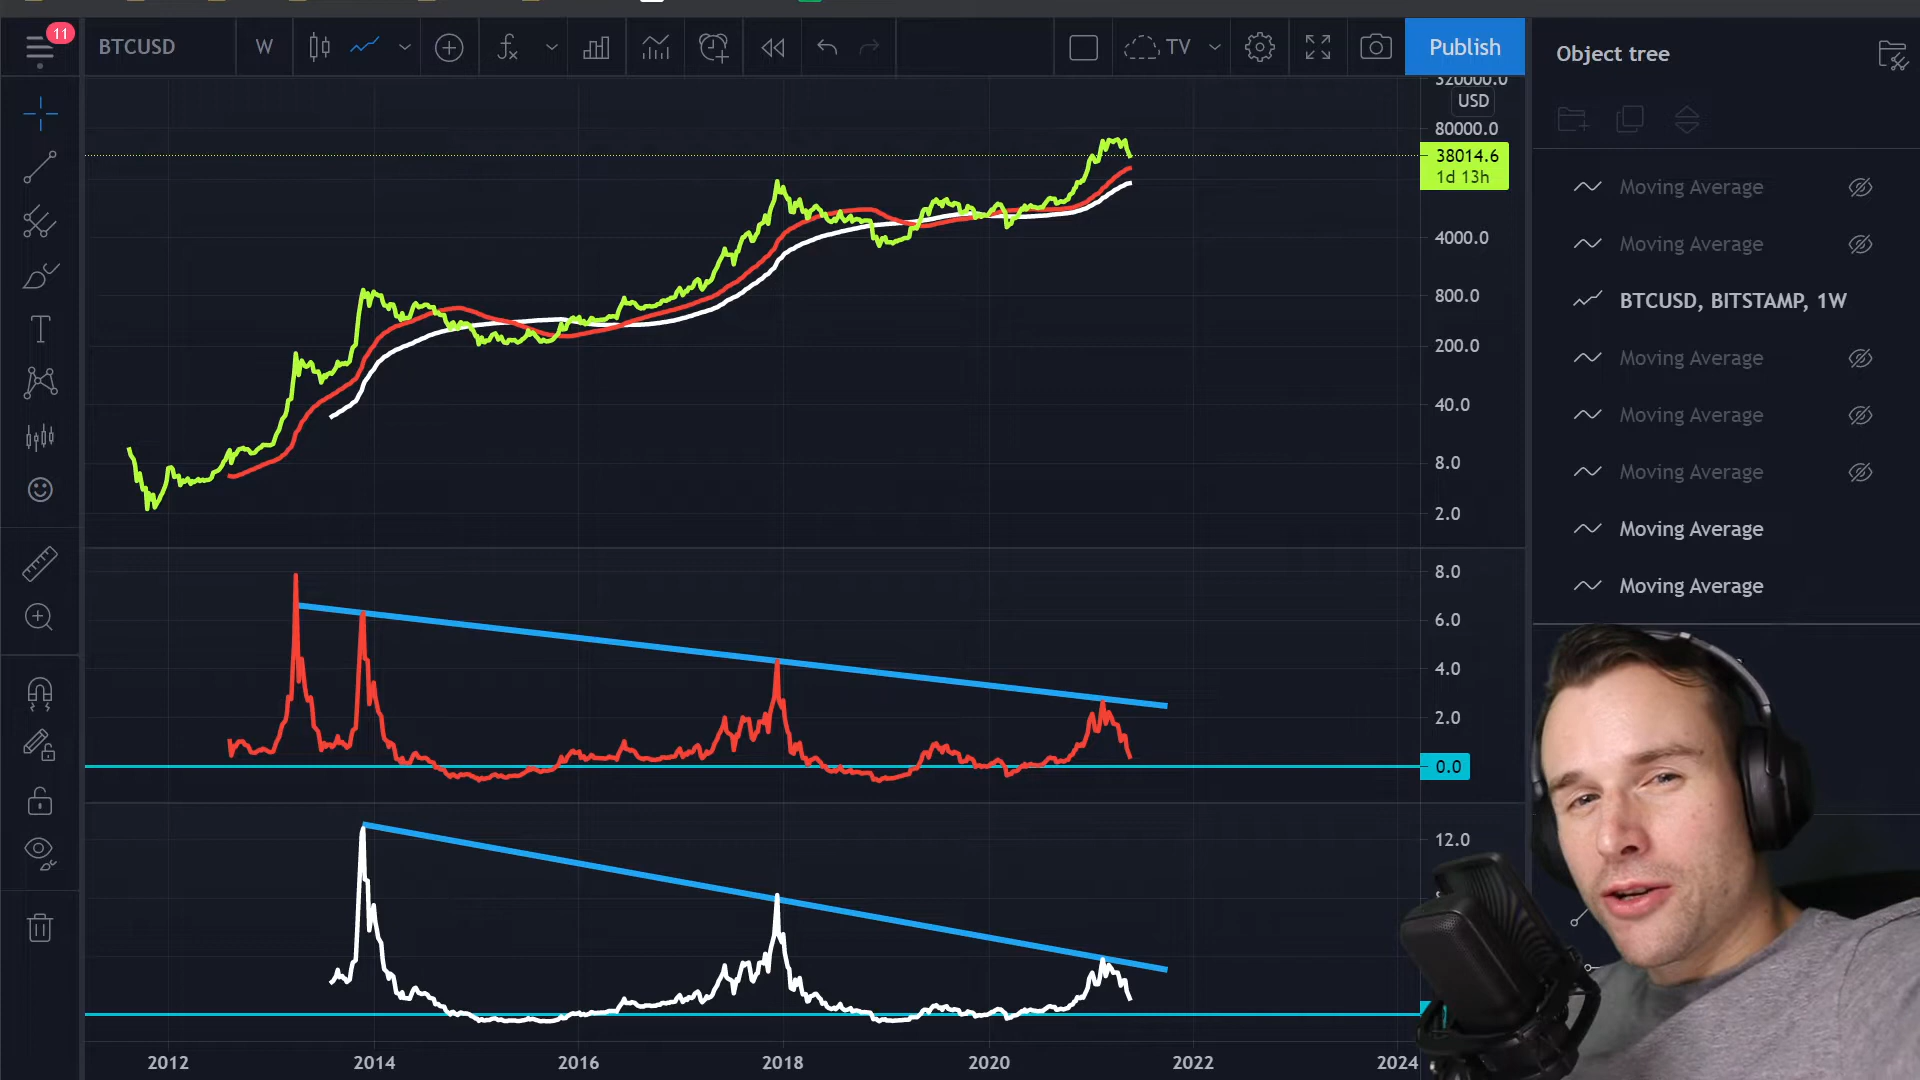 11
BTCUSD
W
TV
Publish
Object tree
320000.0
USD
80000.0
38014.6
1d 13h
4000.0
800.0
200.0
40.0
8.0
2.0
8.0
6.0
4.0
2.0
0.0
12.0
2012
2014
2016
2018
2020
2022
2024
Moving Average
Moving Average
BTCUSD, BITSTAMP, 1W
Moving Average
Moving Average
Moving Average
Moving Average
Moving Average